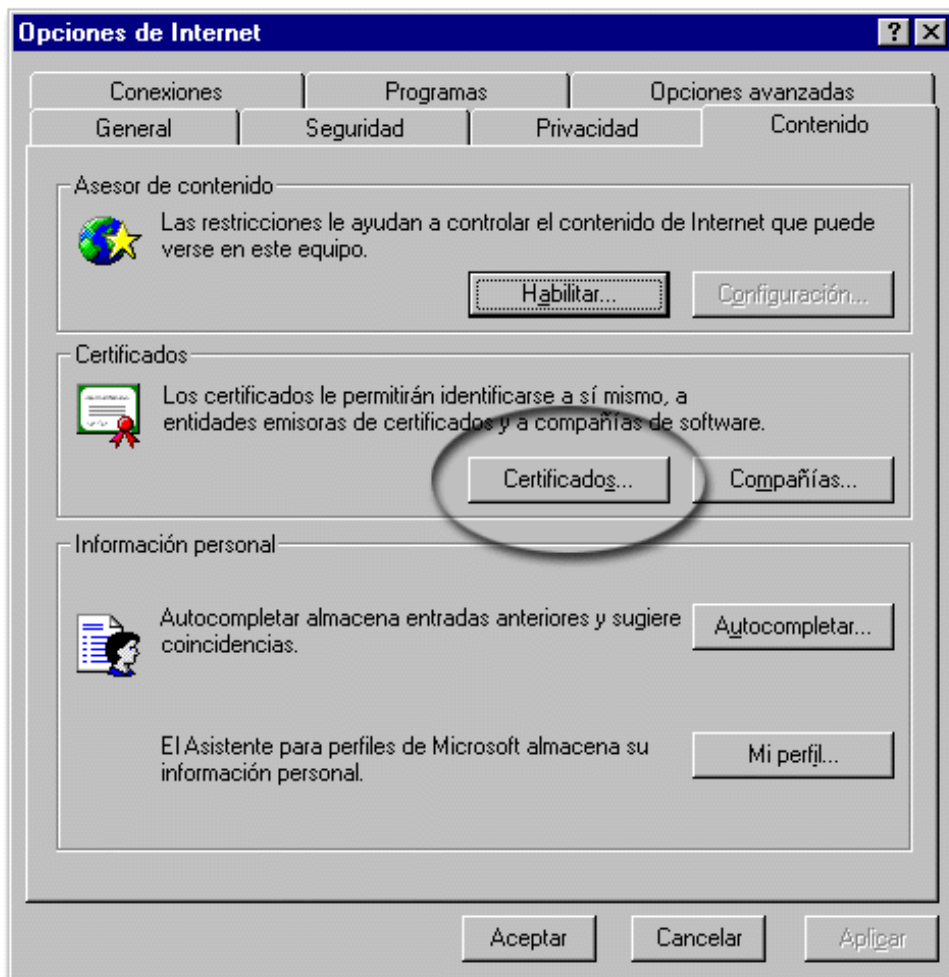 Opciones de Internet
Conexiones
Programas
Opciones avanzadas
General
Seguridad
Privacidad
Contenido
Asesor de contenido
Las restricciones le ayudan a controlar el contenido de Internet que puede
verse en este equipo.
Habilitar...
Configuración...
Certificados
Los certificados le permitirán identificarse a sí mismo, a
entidades emisoras de certificados y a compañías de software.
Certificados...
Compañías...
Información personal
Autocompletar almacena entradas anteriores y sugiere
coincidencias.
Autocompletar...
El Asistente para perfiles de Microsoft almacena su
información personal.
Mi perfil...
Aceptar
Cancelar
Aplicar